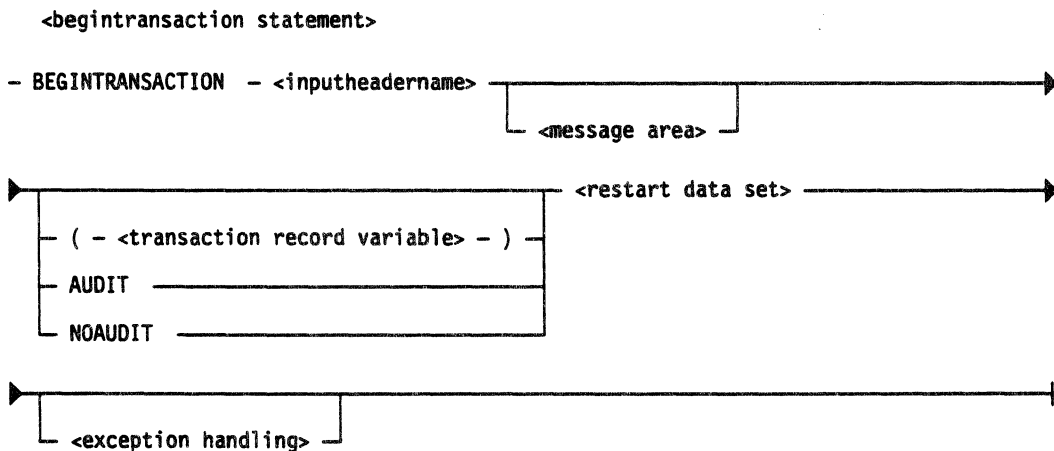 <begintransaction statement>
- BEGINTRANSACTION - <inputheadername>
<message area>
<restart data set>
( - <transaction record variable> - )
AUDIT
NOAUDIT
<exception handling>